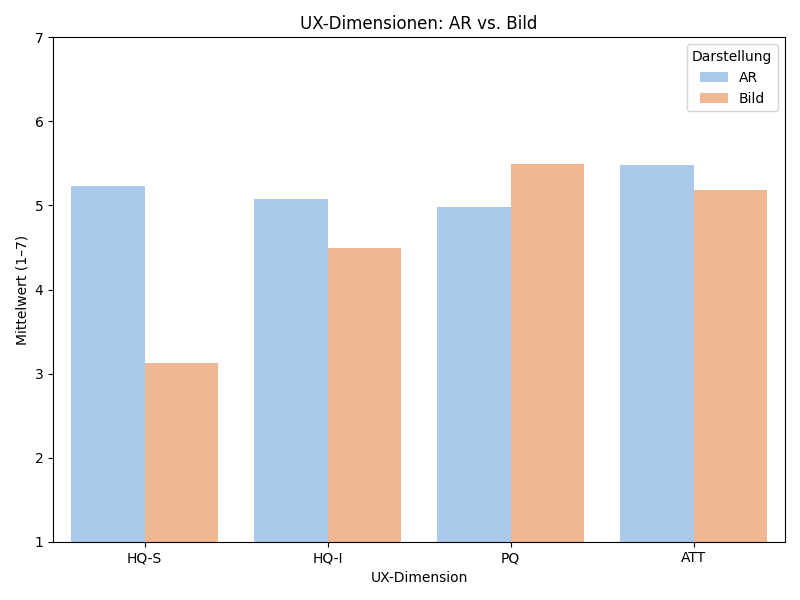 UX-Dimensionen: AR vs. Bild
Darstellung
AR
Bild
Mittelwert (1–7)
7
6
5
4
3
2
1
HQ-S HQ-I PQ ATT
UX-Dimension